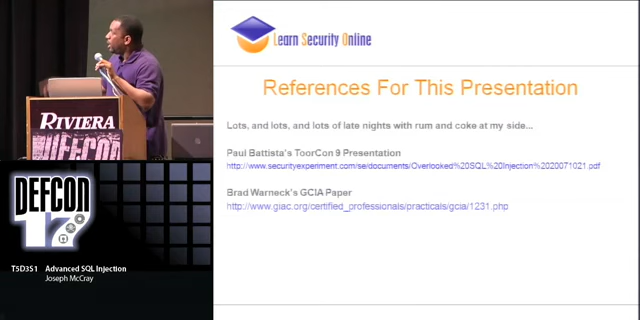 Learn Security Online
References For This Presentation
Lots, and lots, and lots of late nights with rum and coke at my side...
Paul Battista's ToorCon 9 Presentation
http://www.securityexperiment.com/se/documents/Overlooked%20SQL%20Injection%2020071021.pdf
Brad Warneck's GCIA Paper
http://www.giac.org/certified_professionals/practicals/gcia/1231.php
RIVIERA
DEFCON
DEFCON
17
T5D3S1 Advanced SQL Injection
Joseph McCray